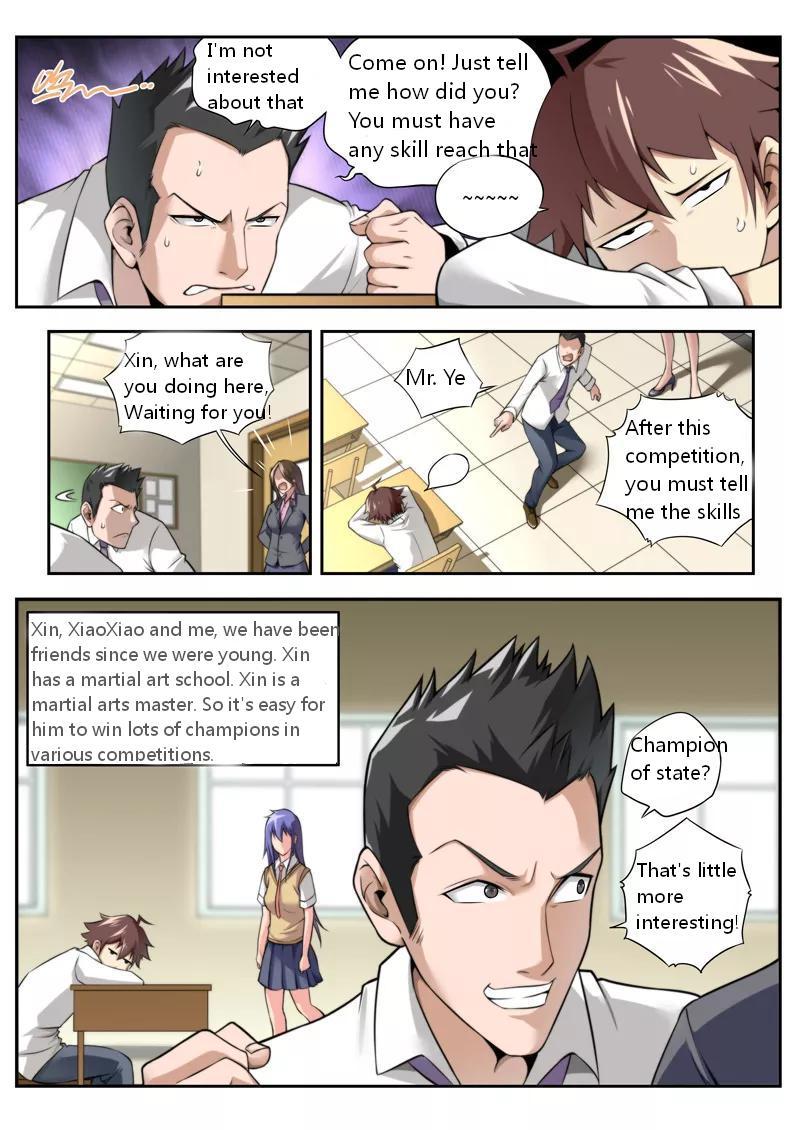 I'm not
interested
about that
Come on! Just tell
me how did you?
You must have
any skill reach that
~~~~~
Xin, what are
you doing here,
Waiting for you!
Mr. Ye
After this
competition,
you must tell
me the skills
Xin, XiaoXiao and me, we have been
friends since we were young. Xin
has a martial art school. Xin is a
martial arts master. So it's easy for
him to win lots of champions in
various competitions.
Champion
of state?
That's little
more
interesting!